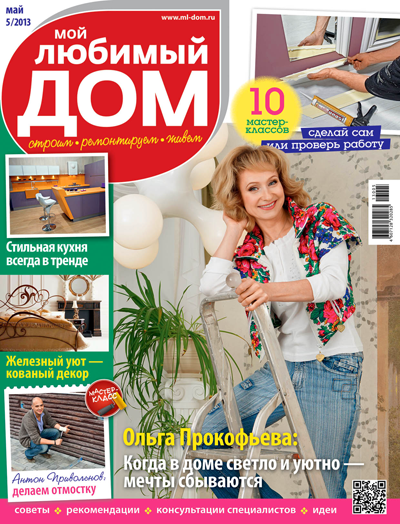 май
5/2013
www.ml-dom.ru
мой
любимый
ДОМ
строим • ремонтируем • живем
10
мастер-
классов
сделай сам
или проверь работу
Стильная кухня
всегда в тренде
Железный уют —
кованый декор
мастер-
класс
Антон Привольнов,
делаем отмостку
Ольга Прокофьева:
Когда в доме светло и уютно —
мечты сбываются
советы • рекомендации • консультации специалистов • идеи